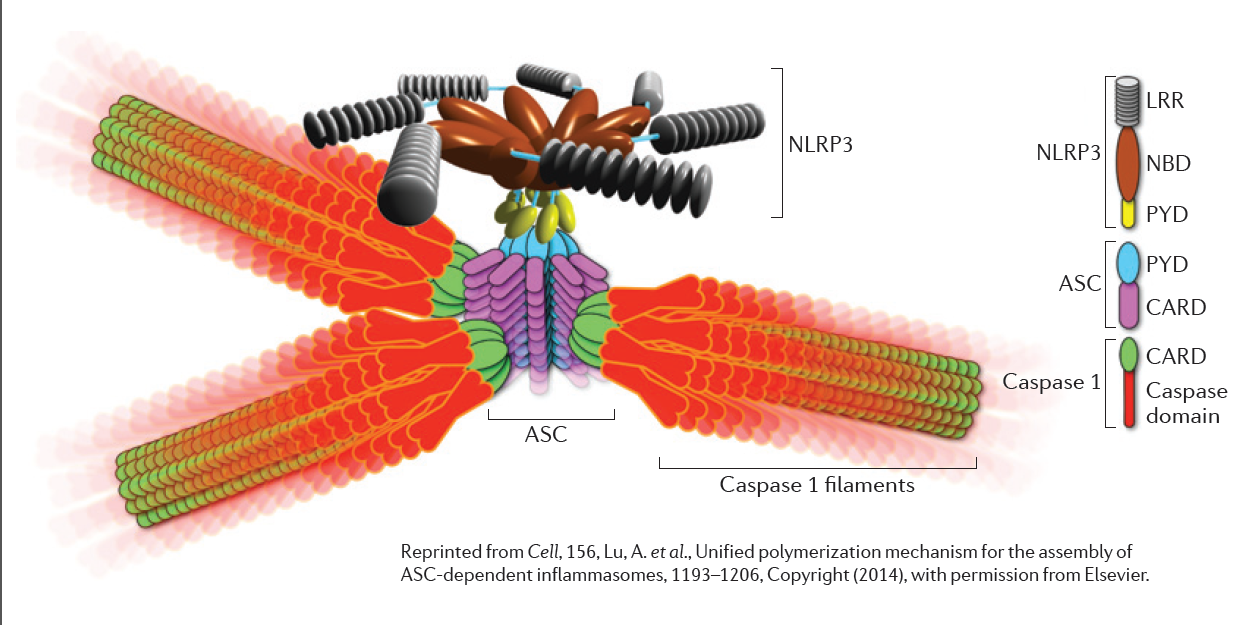 NLRP3
ASC
Caspase 1 filaments
NLRP3
LRR
NBD
PYD
ASC
PYD
CARD
Caspase 1
CARD
Caspase
domain
Reprinted from Cell, 156, Lu, A. et al., Unified polymerization mechanism for the assembly of
ASC-dependent inflammasomes, 1193–1206, Copyright (2014), with permission from Elsevier.